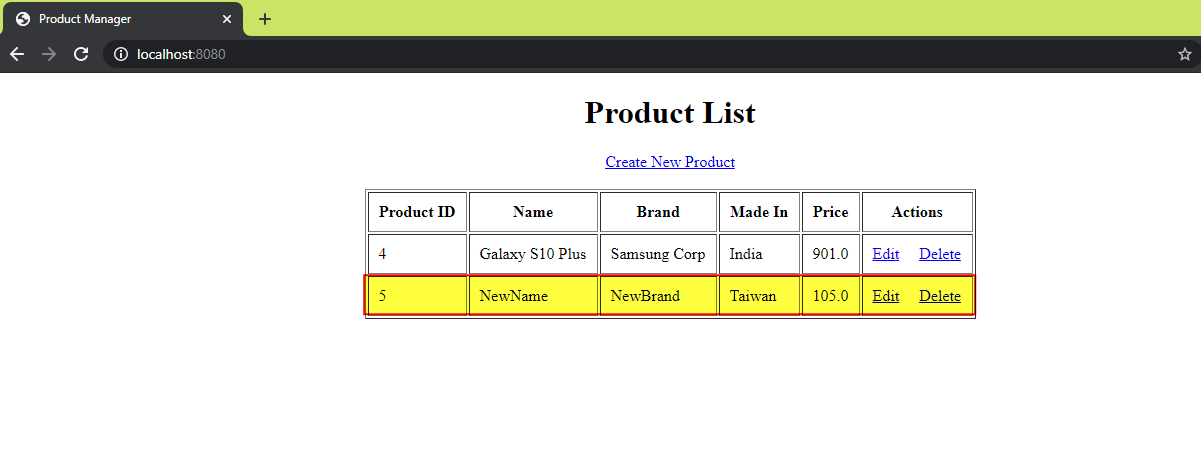 Product Manager
localhost:8080
Product List
Create New Product
Product ID Name Brand Made In Price Actions
4 Galaxy S10 Plus Samsung Corp India 901.0 Edit Delete
5 NewName NewBrand Taiwan 105.0 Edit Delete